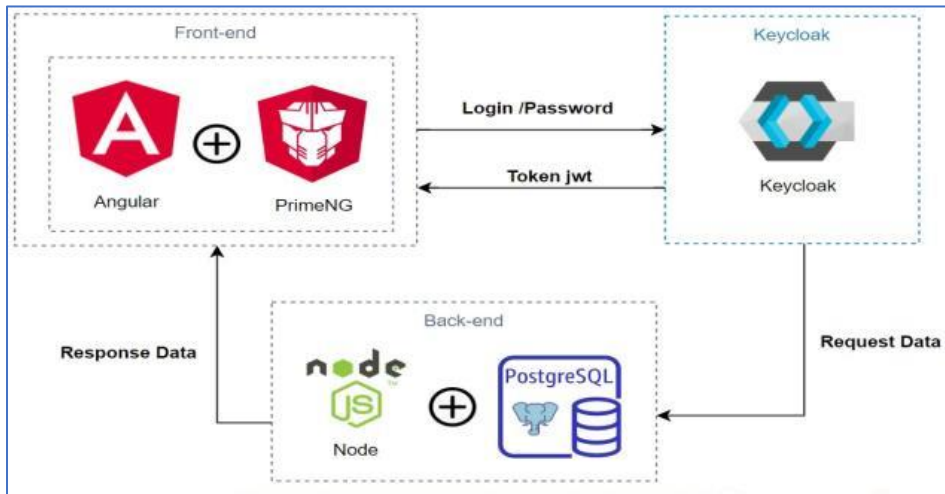 Front-end
Keycloak
Login /Password
Angular
PrimeNG
Token jwt
Keycloak
Back-end
Response Data
Request Data
node
TM
JS
Node
PostgreSQL